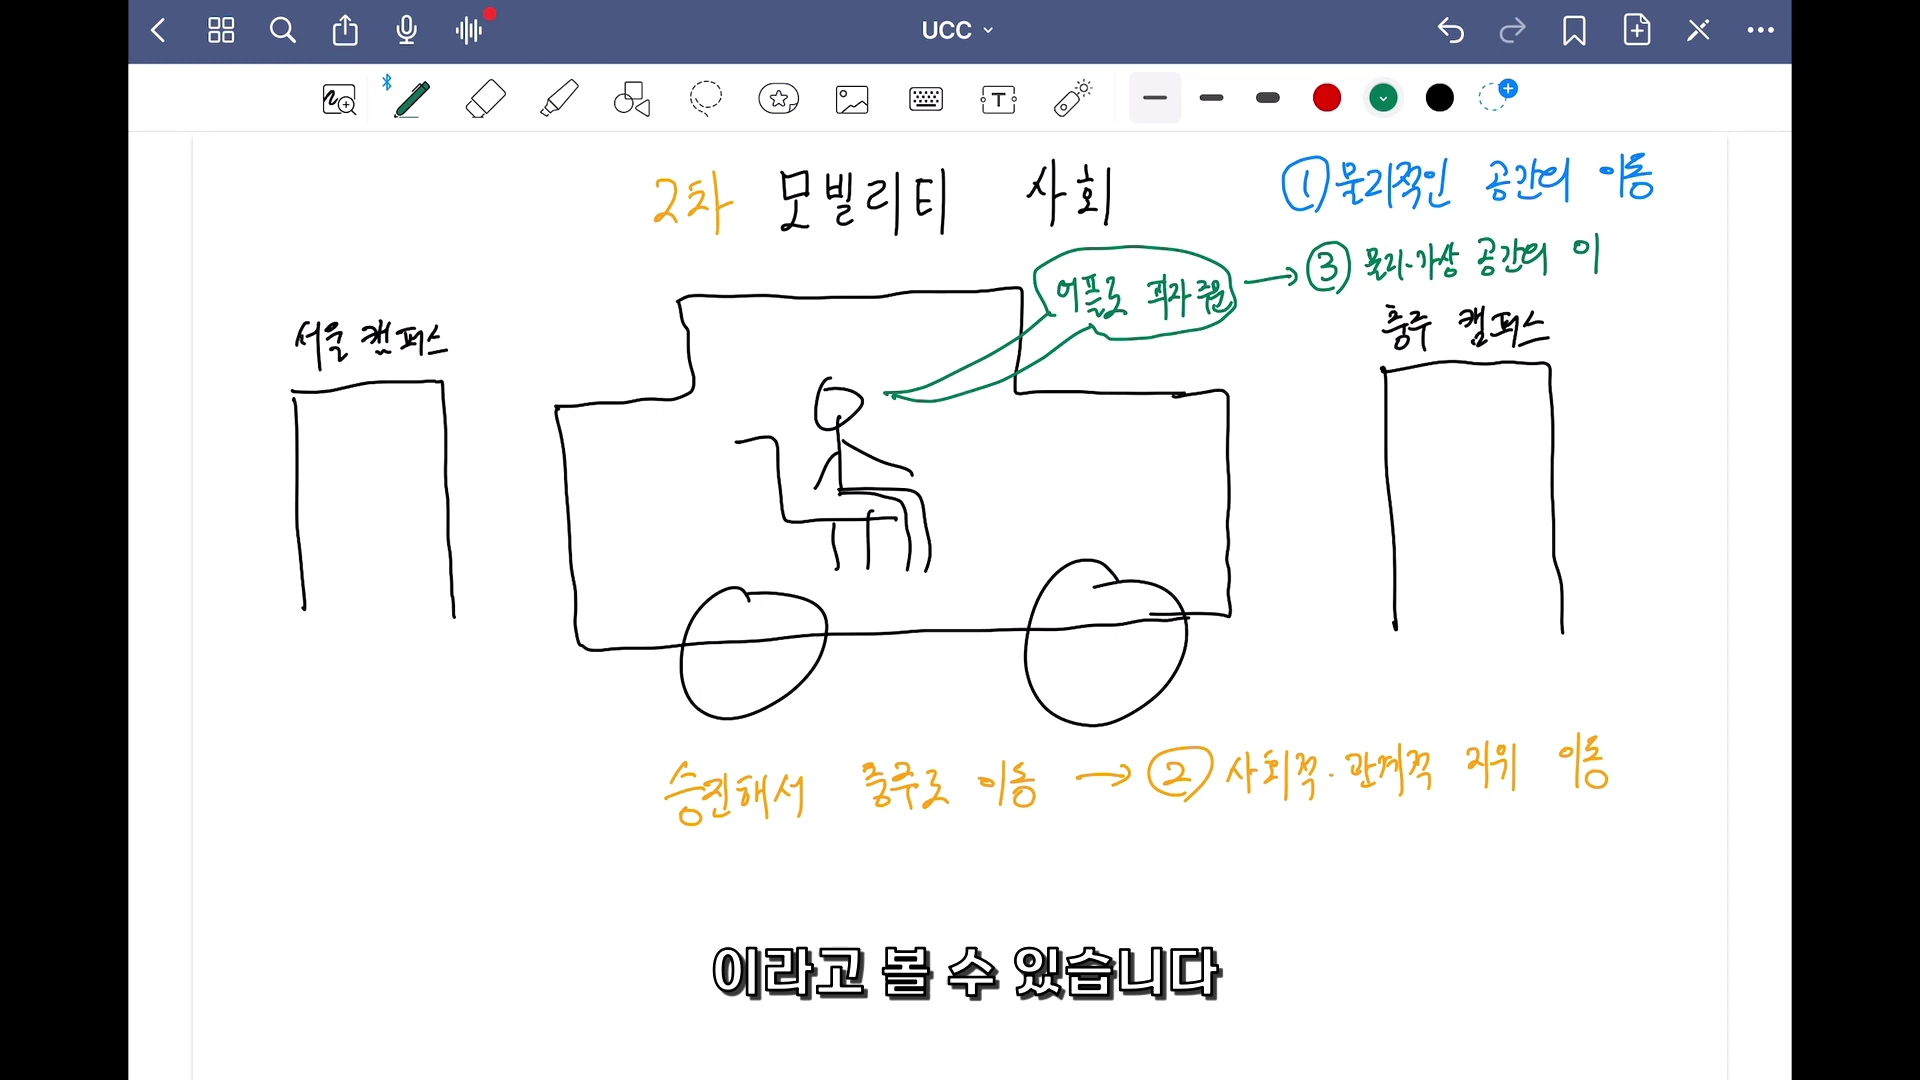 UCC
2차 모빌리티 사회
①물리적인 공간의 이동
어플로 피자 주문 → ③ 물리·가상 공간의 이
서울 캠퍼스
충주 캠퍼스
승진해서 충주로 이동 → ② 사회적·관계적 지위 이동
이라고 볼 수 있습니다